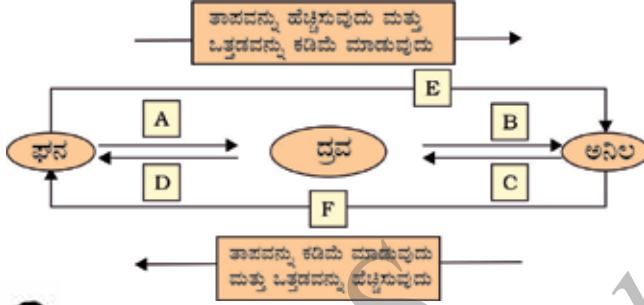 ತಾಪವನ್ನು ಹೆಚ್ಚಿಸುವುದು ಮತ್ತು
ಒತ್ತಡವನ್ನು ಕಡಿಮೆ ಮಾಡುವುದು
E
A
B
ಘನ
ದ್ರವ
ಅನಿಲ
D
C
F
ತಾಪವನ್ನು ಕಡಿಮೆ ಮಾಡುವುದು
ಮತ್ತು ಒತ್ತಡವನ್ನು ಹೆಚ್ಚಿಸುವುದು